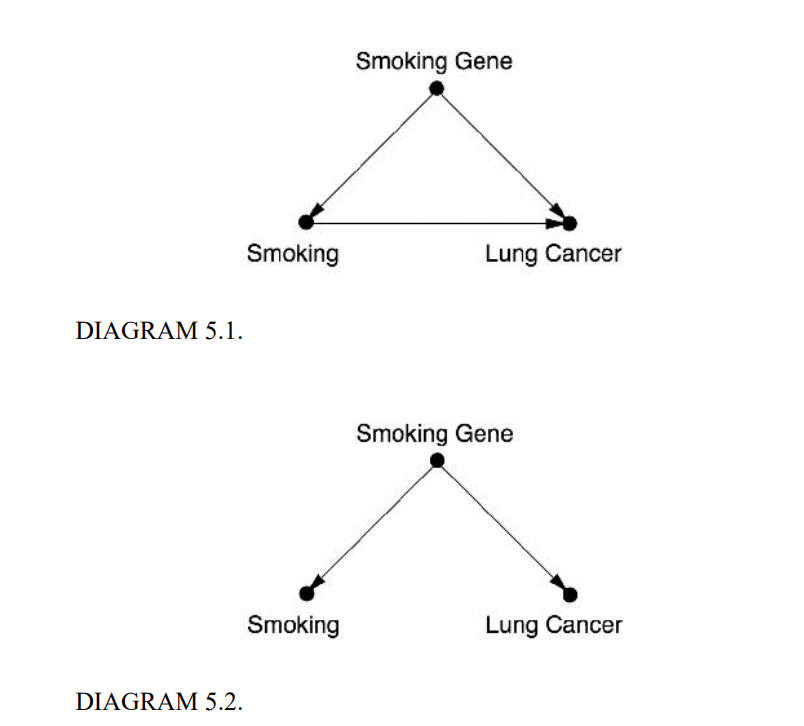 Smoking Gene
Smoking Lung Cancer
DIAGRAM 5.1.
Smoking Gene
Smoking Lung Cancer
DIAGRAM 5.2.